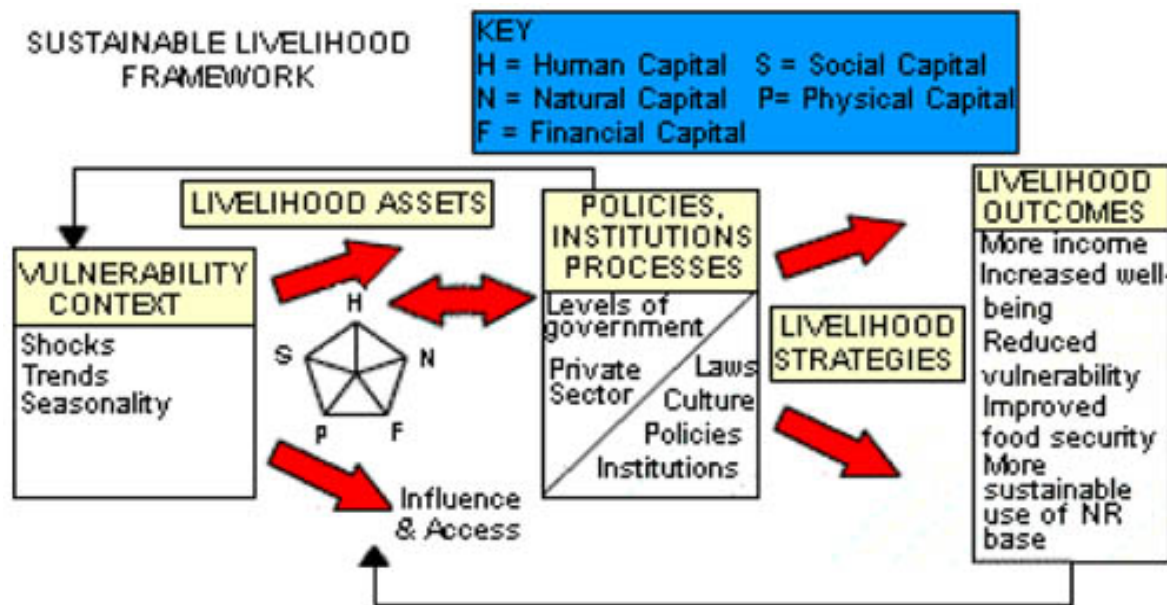 SUSTAINABLE LIVELIHOOD
FRAMEWORK
KEY
H = Human Capital S = Social Capital
N = Natural Capital P= Physical Capital
F = Financial Capital
LIVELIHOOD ASSETS
VULNERABILITY
CONTEXT
Shocks
Trends
Seasonality
H
S
N
P
F
Influence
& Access
POLICIES,
INSTITUTIONS
PROCESSES
Levels of
government
Private
Sector
Laws
Culture
Policies
Institutions
LIVELIHOOD
STRATEGIES
LIVELIHOOD
OUTCOMES
More income
Increased well-
being
Reduced
vulnerability
Improved
food security
More
sustainable
use of NR
base